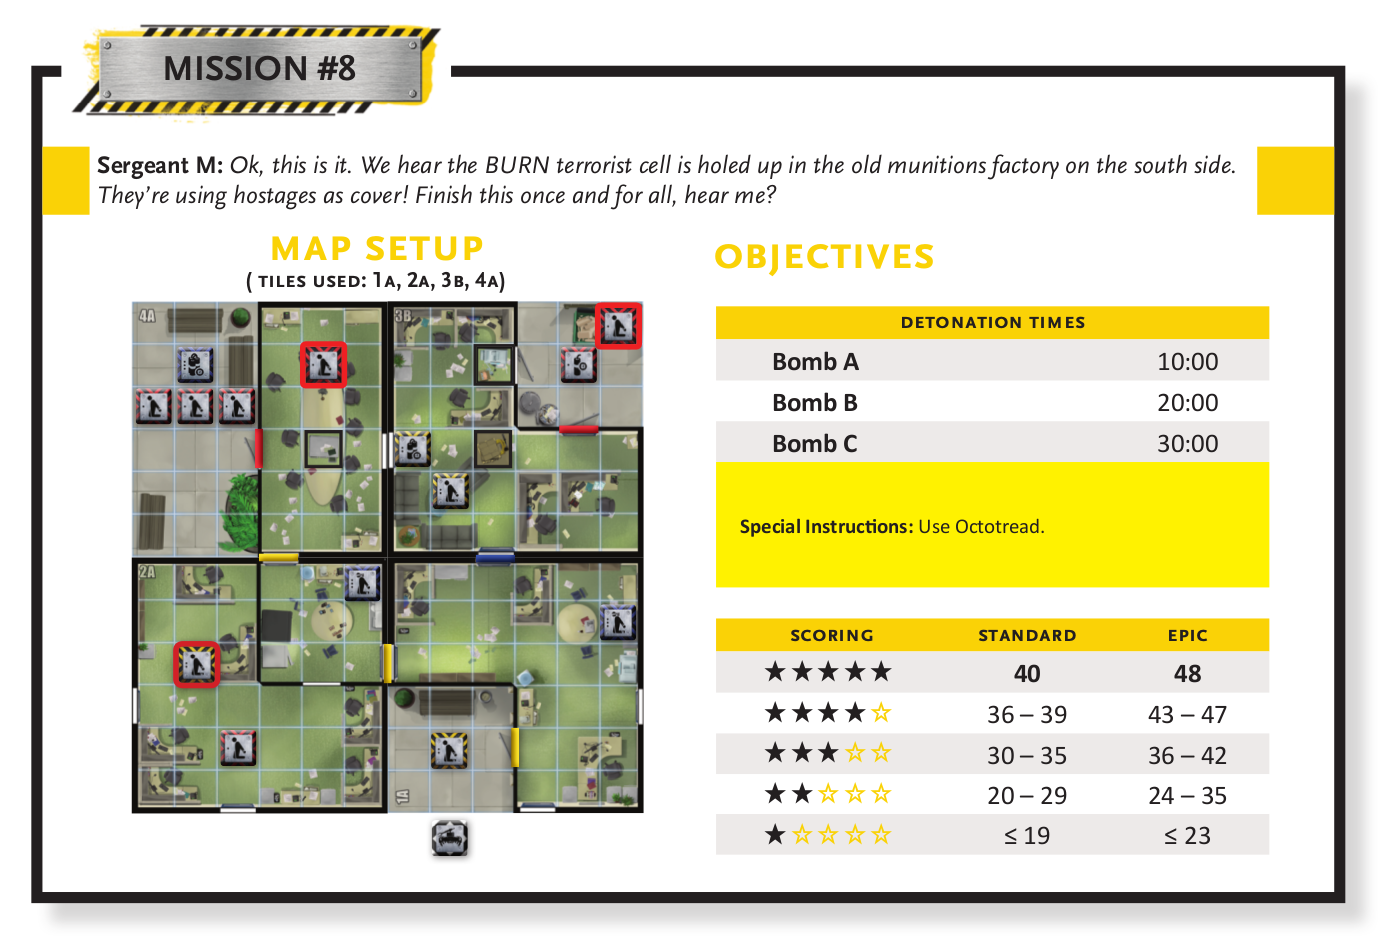 MISSION #8
Sergeant M: Ok, this is it. We hear the BURN terrorist cell is holed up in the old munitions factory on the south side.
They're using hostages as cover! Finish this once and for all, hear me?
MAP SETUP
( TILES USED: 1A, 2A, 3B, 4A)
4A
3B
2A
1A
OBJECTIVES
DETONATION TIMES
Bomb A 10:00
Bomb B 20:00
Bomb C 30:00
Special Instructions: Use Octotread.
SCORING STANDARD EPIC
★★★★★ 40 48
★★★★☆ 36 – 39 43 – 47
★★★☆☆ 30 – 35 36 – 42
★★☆☆☆ 20 – 29 24 – 35
★☆☆☆☆ ≤ 19 ≤ 23